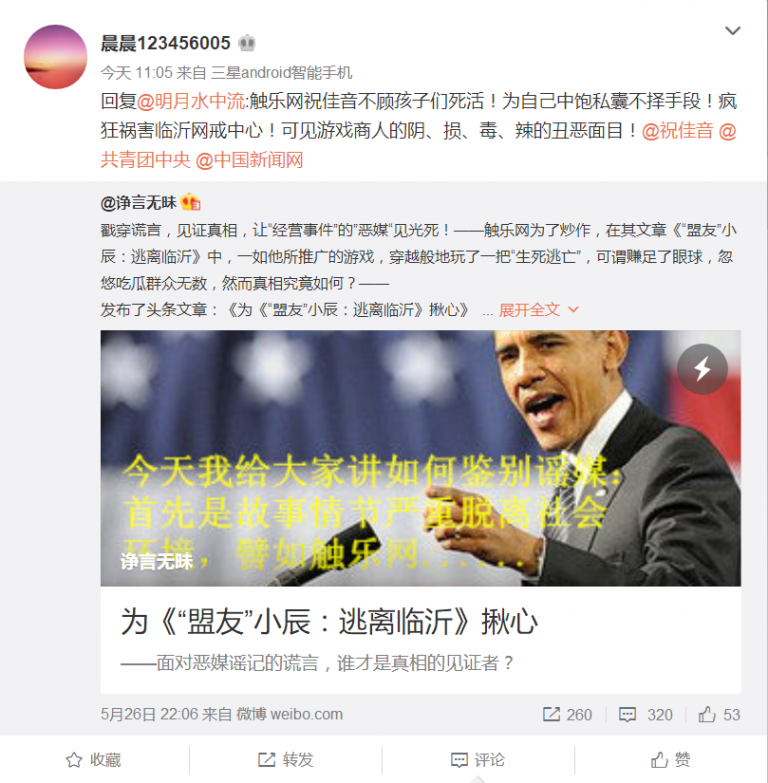 晨晨123456005
今天 11:05 来自 三星android智能手机
回复@明月水中流:触乐网祝佳音不顾孩子们死活！为自己中饱私囊不择手段！疯
狂祸害临沂网戒中心！可见游戏商人的阴、损、毒、辣的丑恶面目！@祝佳音 @
共青团中央 @中国新闻网
@诤言无昧
戳穿谎言，见证真相，让“经营事件”的“恶媒”见光死！——触乐网为了炒作，在其文章《“盟友”小
辰：逃离临沂》中，一如他所推广的游戏，穿越般地玩了一把“生死逃亡”，可谓赚足了眼球，忽
悠吃瓜群众无数，然而真相究竟如何？——
发布了头条文章：《为《“盟友”小辰：逃离临沂》揪心》 ... 展开全文
今天我给大家讲如何鉴别谣媒：
首先是故事情节严重脱离社会
环境，譬如触乐网......
诤言无昧
为《“盟友”小辰：逃离临沂》揪心
——面对恶媒谣记的谎言，谁才是真相的见证者？
5月26日 22:06 来自 微博 weibo.com 260 320 53
收藏 转发 评论 赞